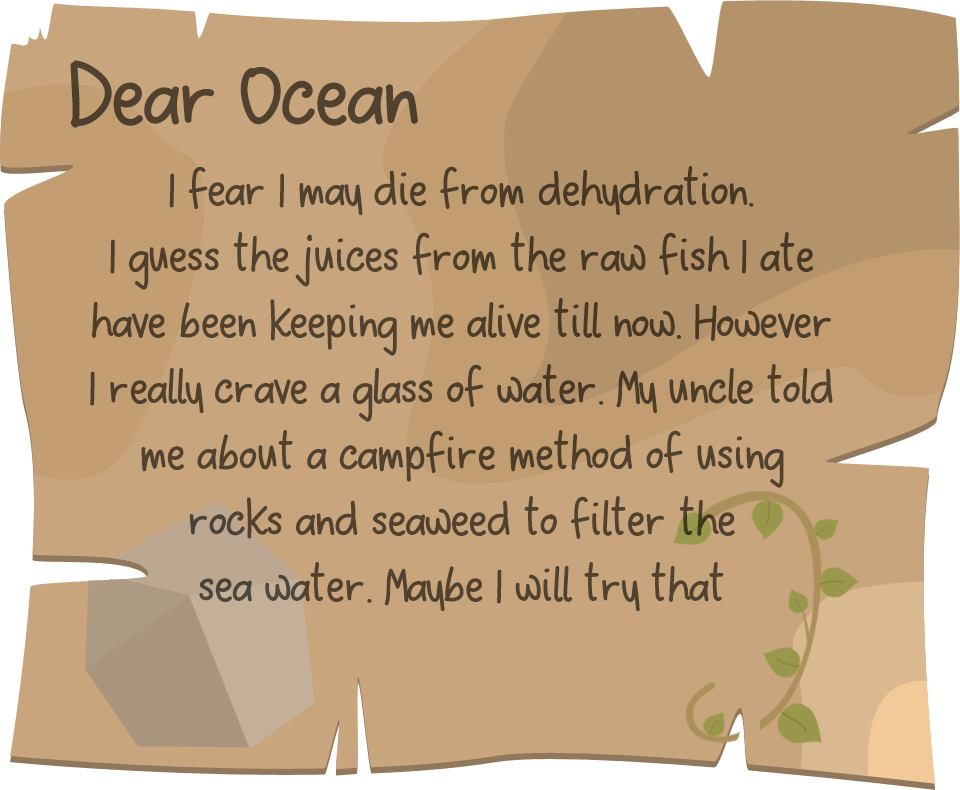 Dear Ocean
I fear I may die from dehydration.
I guess the juices from the raw fish I ate
have been keeping me alive till now. However
I really crave a glass of water. My uncle told
me about a campfire method of using
rocks and seaweed to filter the
sea water. Maybe I will try that